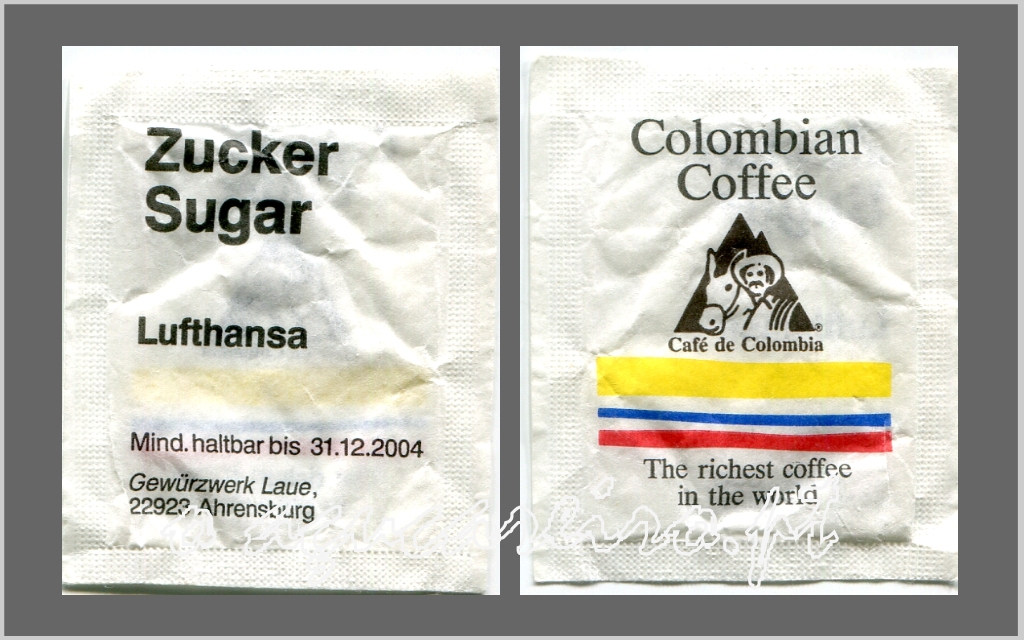 Zucker
Sugar
Lufthansa
Mind. haltbar bis 31.12.2004
Gewürzwerk Laue,
22923 Ahrensburg
Colombian
Coffee
®
Café de Colombia
The richest coffee
in the world